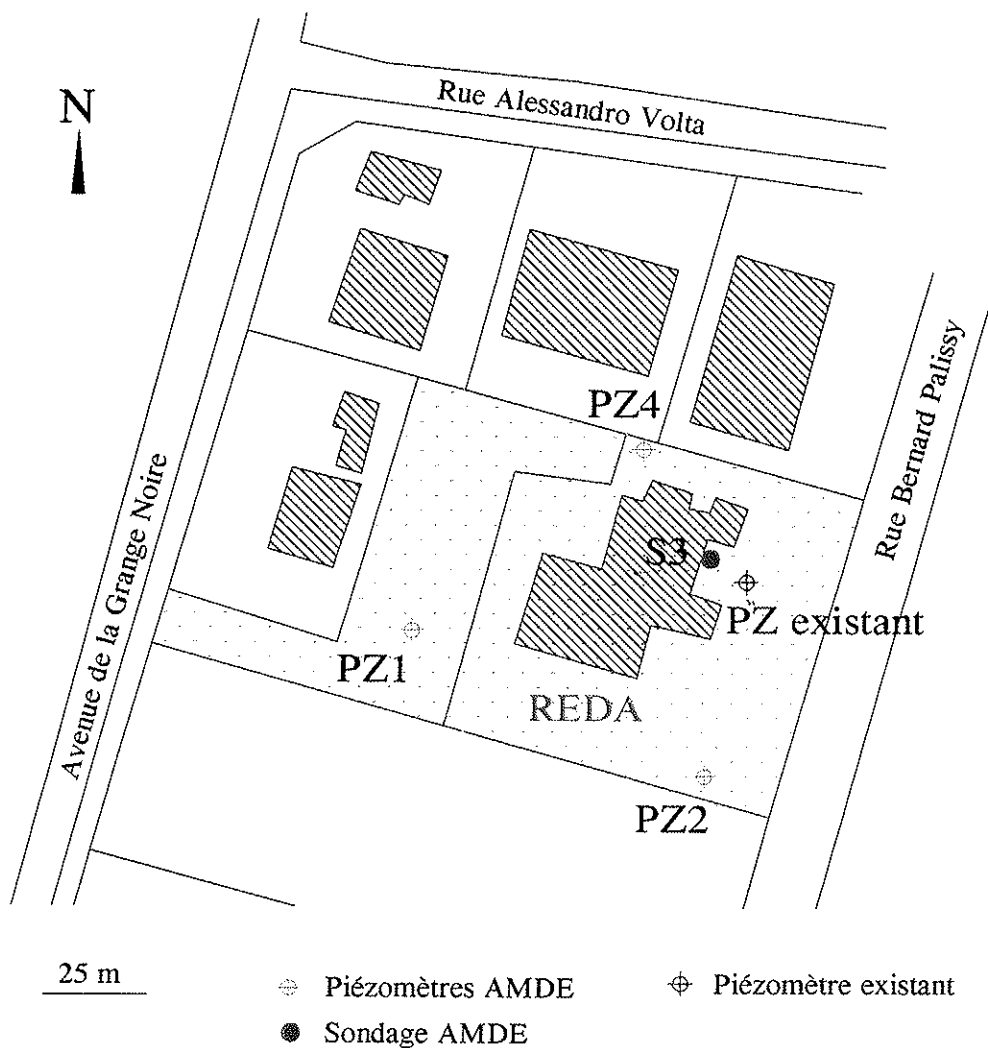 Rue Alessandro Volta
N
PZ4
Rue Bernard Palissy
S3
PZ existant
Avenue de la Grange Noire
PZ1
REDA
PZ2
25 m
Piézomètres AMDE
Piézomètre existant
Sondage AMDE